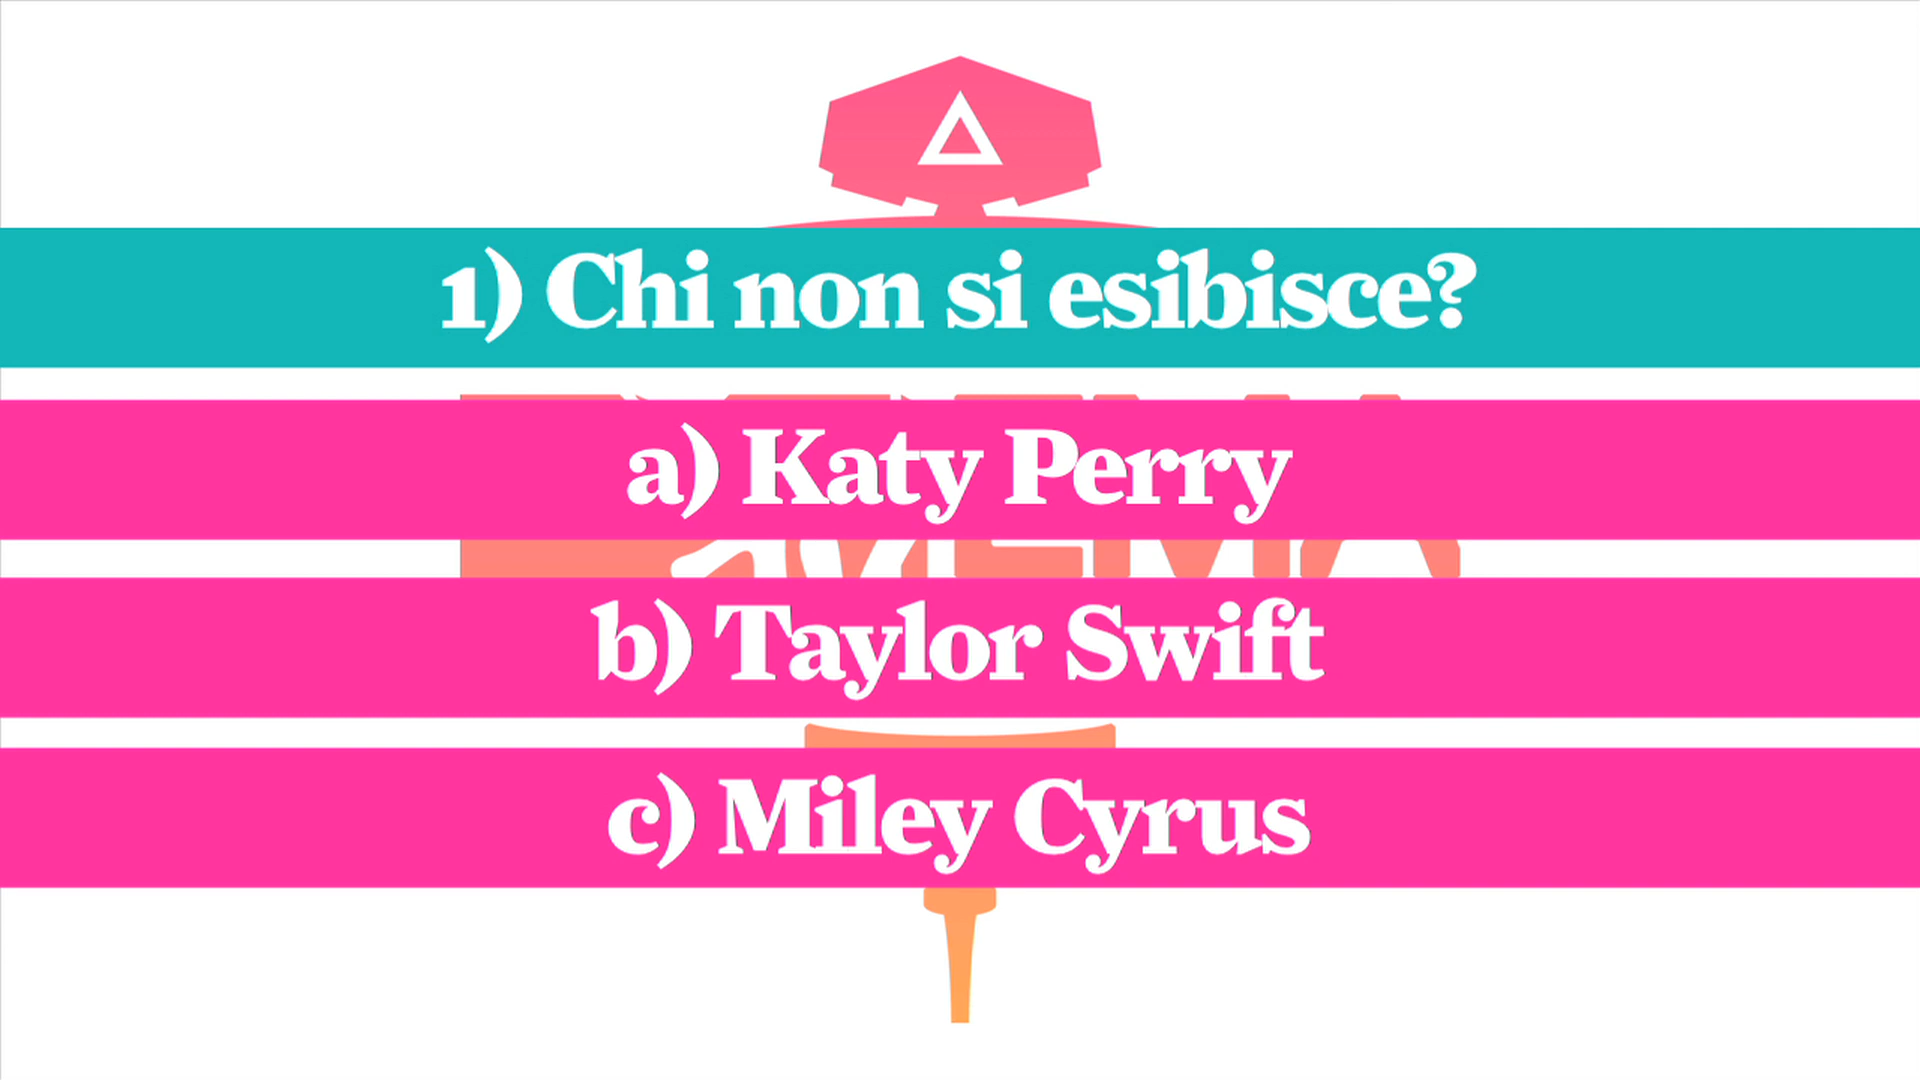 1) Chi non si esibisce?
a) Katy Perry
b) Taylor Swift
c) Miley Cyrus